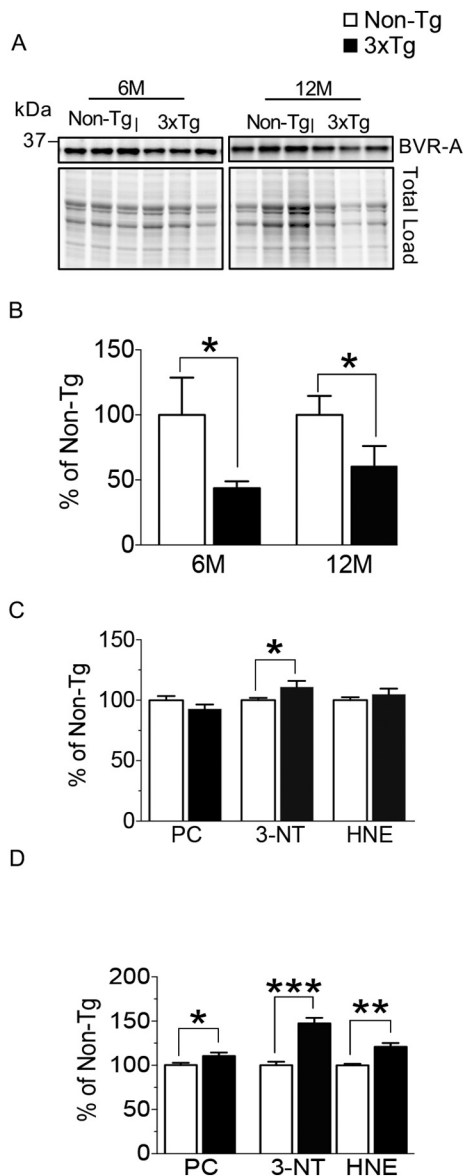 Non-Tg
3xTg
A
6M 12M
kDa
Non-Tg 3xTg Non-Tg 3xTg
37
BVR-A
Total Load
B
150
100
50
0
% of Non-Tg
* *
6M 12M
C
150
100
50
0
% of Non-Tg
*
PC 3-NT HNE
D
200
150
100
50
0
% of Non-Tg
* *** **
PC 3-NT HNE